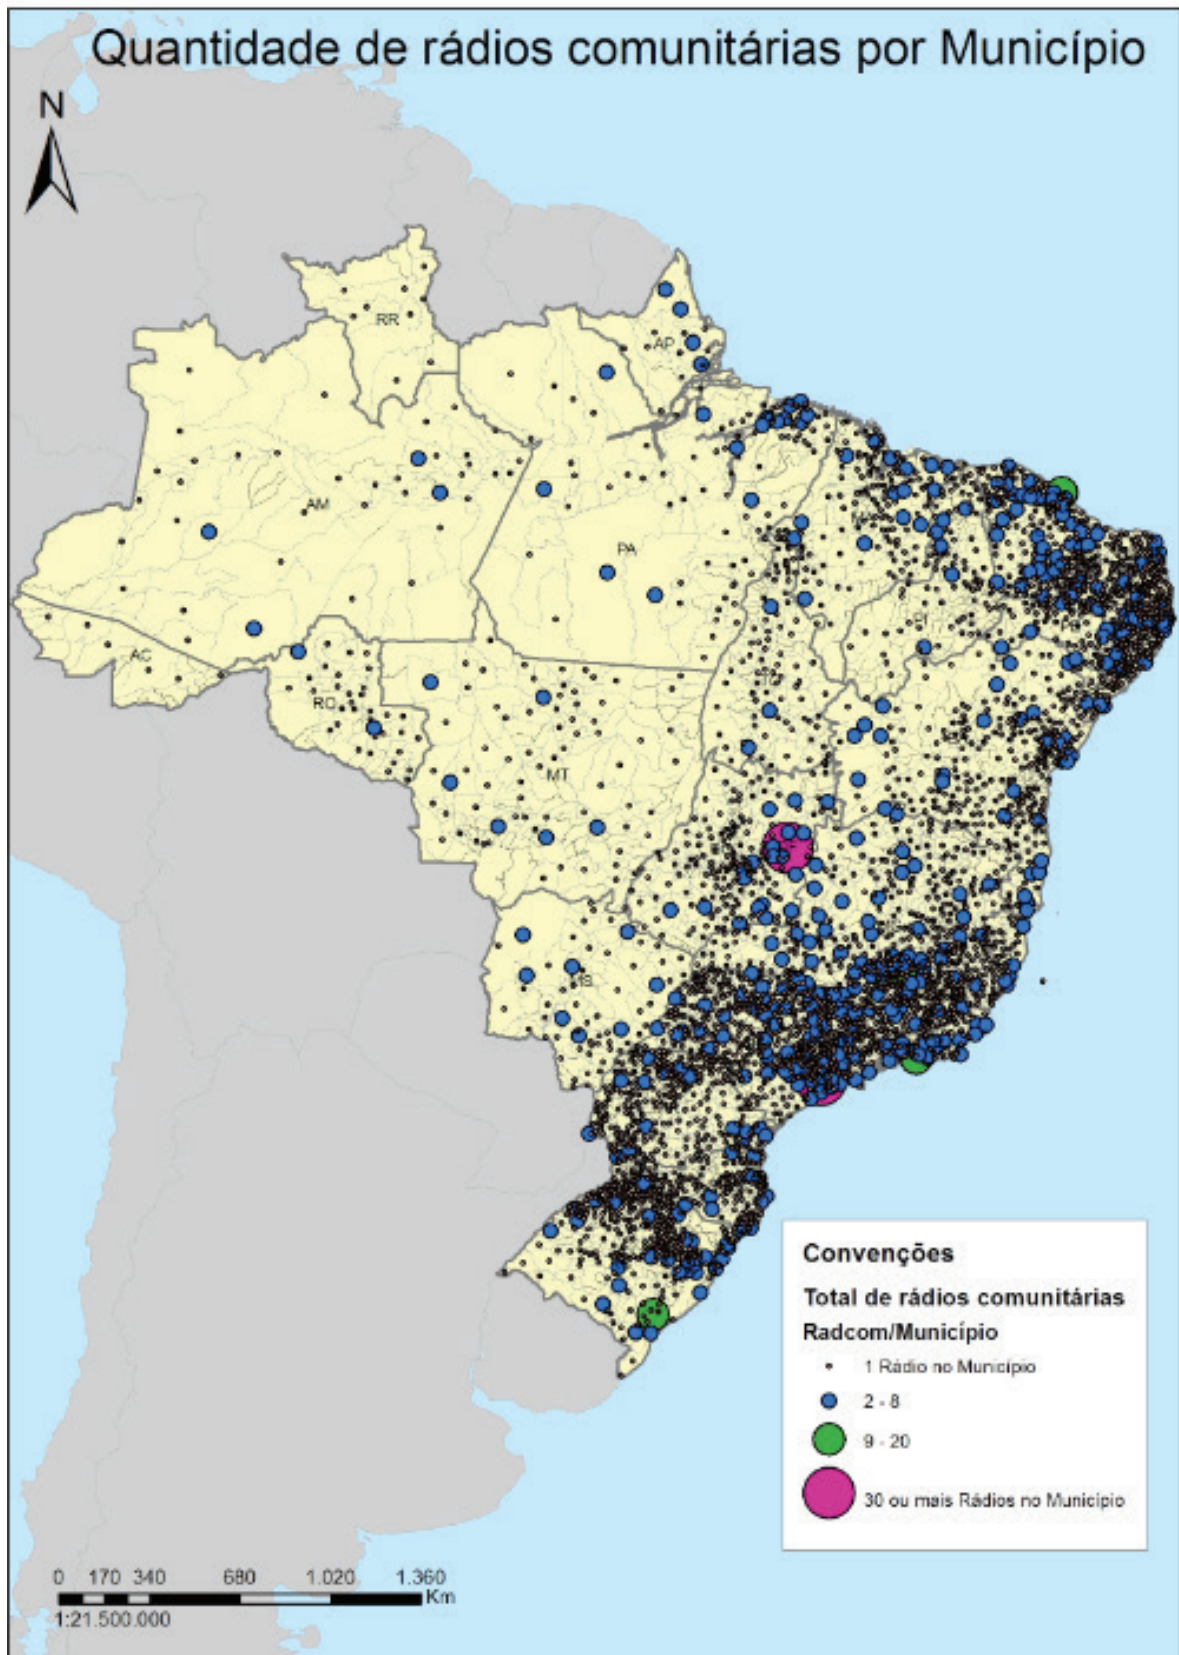 Quantidade de rádios comunitárias por Município
N
RR
AP
AM
PA
AC
RO
MT
Convenções
Total de rádios comunitárias
Radcom/Município
1 Rádio no Município
2 - 8
9 - 20
30 ou mais Rádios no Município
0 170 340 680 1.020 1.360
Km
1:21.500.000